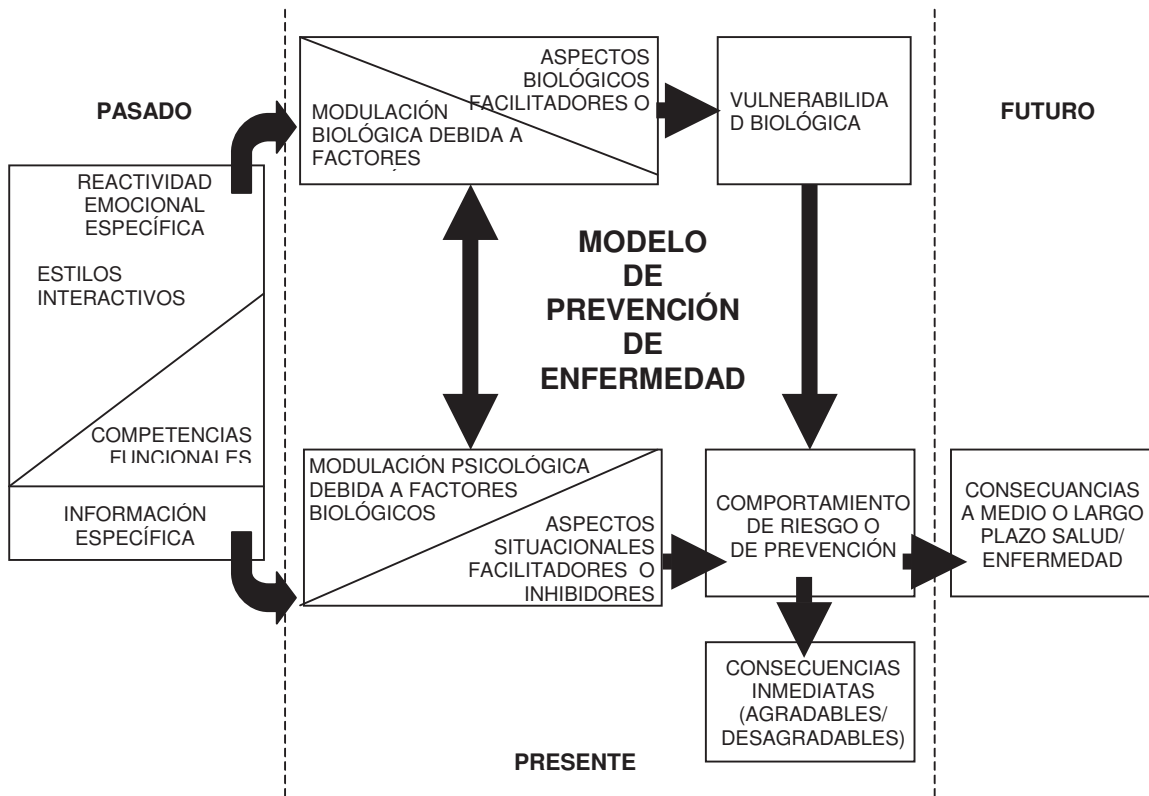 PASADO
REACTIVIDAD
EMOCIONAL
ESPECÍFICA
ESTILOS
INTERACTIVOS
COMPETENCIAS
FUNCIONALES
INFORMACIÓN
ESPECÍFICA
ASPECTOS
BIOLÓGICOS
FACILITADORES O
MODULACIÓN
BIOLÓGICA DEBIDA A
FACTORES
VULNERABILIDA
D BIOLÓGICA
MODELO
DE
PREVENCIÓN
DE
ENFERMEDAD
MODULACIÓN PSICOLÓGICA
DEBIDA A FACTORES
BIOLÓGICOS
ASPECTOS
SITUACIONALES
FACILITADORES O
INHIBIDORES
COMPORTAMIENTO
DE RIESGO O
DE PREVENCIÓN
CONSECUENCIAS
INMEDIATAS
(AGRADABLES/
DESAGRADABLES)
PRESENTE
FUTURO
CONSECUANCIAS
A MEDIO O LARGO
PLAZO SALUD/
ENFERMEDAD